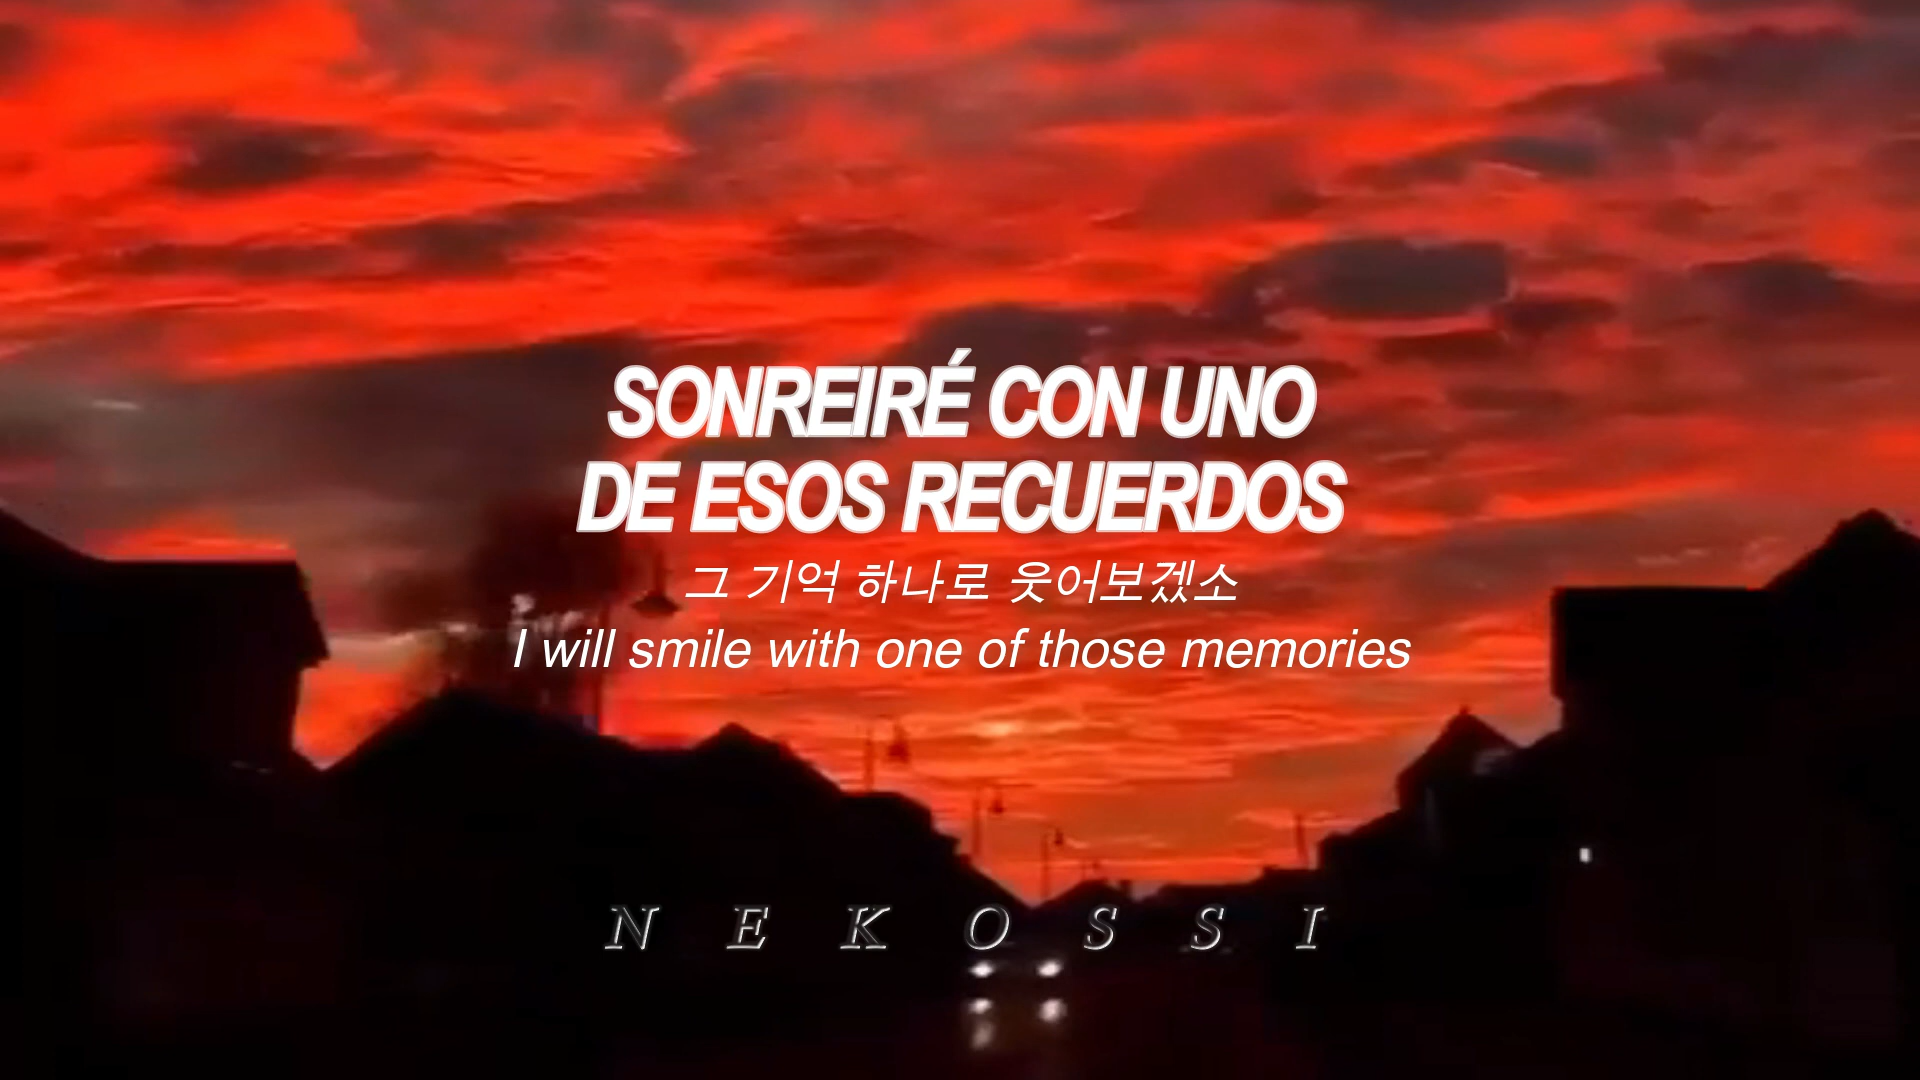 SONREIRÉ CON UNO
DE ESOS RECUERDOS
그 기억 하나로 웃어보겠소
I will smile with one of those memories
N E K O S S I